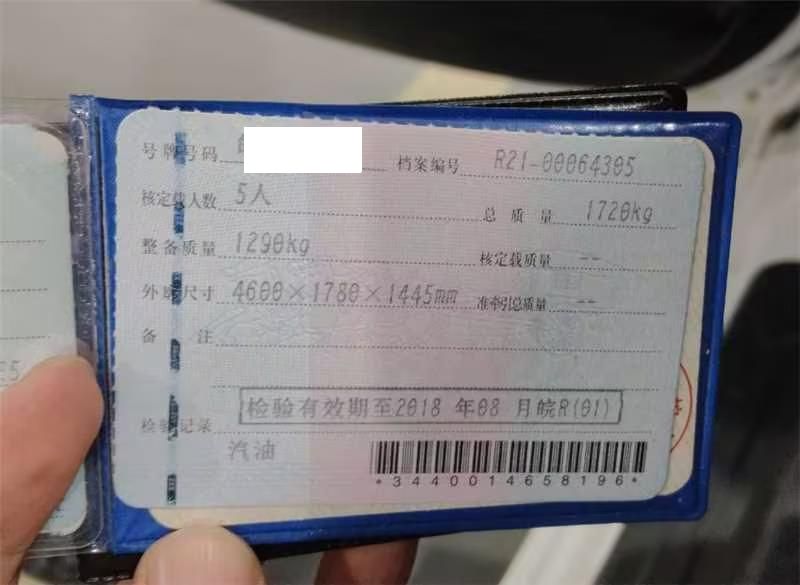 号牌号码 档案编号 R21-00064305
核定载人数 5人 总质量 1720kg
整备质量 1290kg 核定载质量 --
外廓尺寸 4600×1780×1445mm 准牵引总质量 --
备注
检验记录 检验有效期至2018年08月皖R(01)
汽油
*3440014658196*